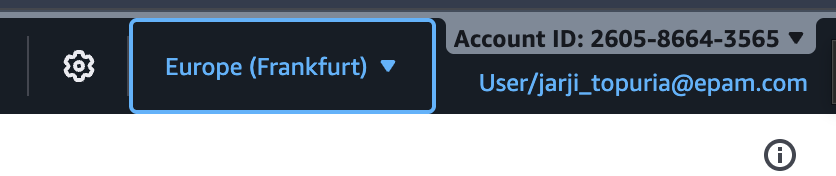 Europe (Frankfurt)
Account ID: 2605-8664-3565
User/jarji_topuria@epam.com